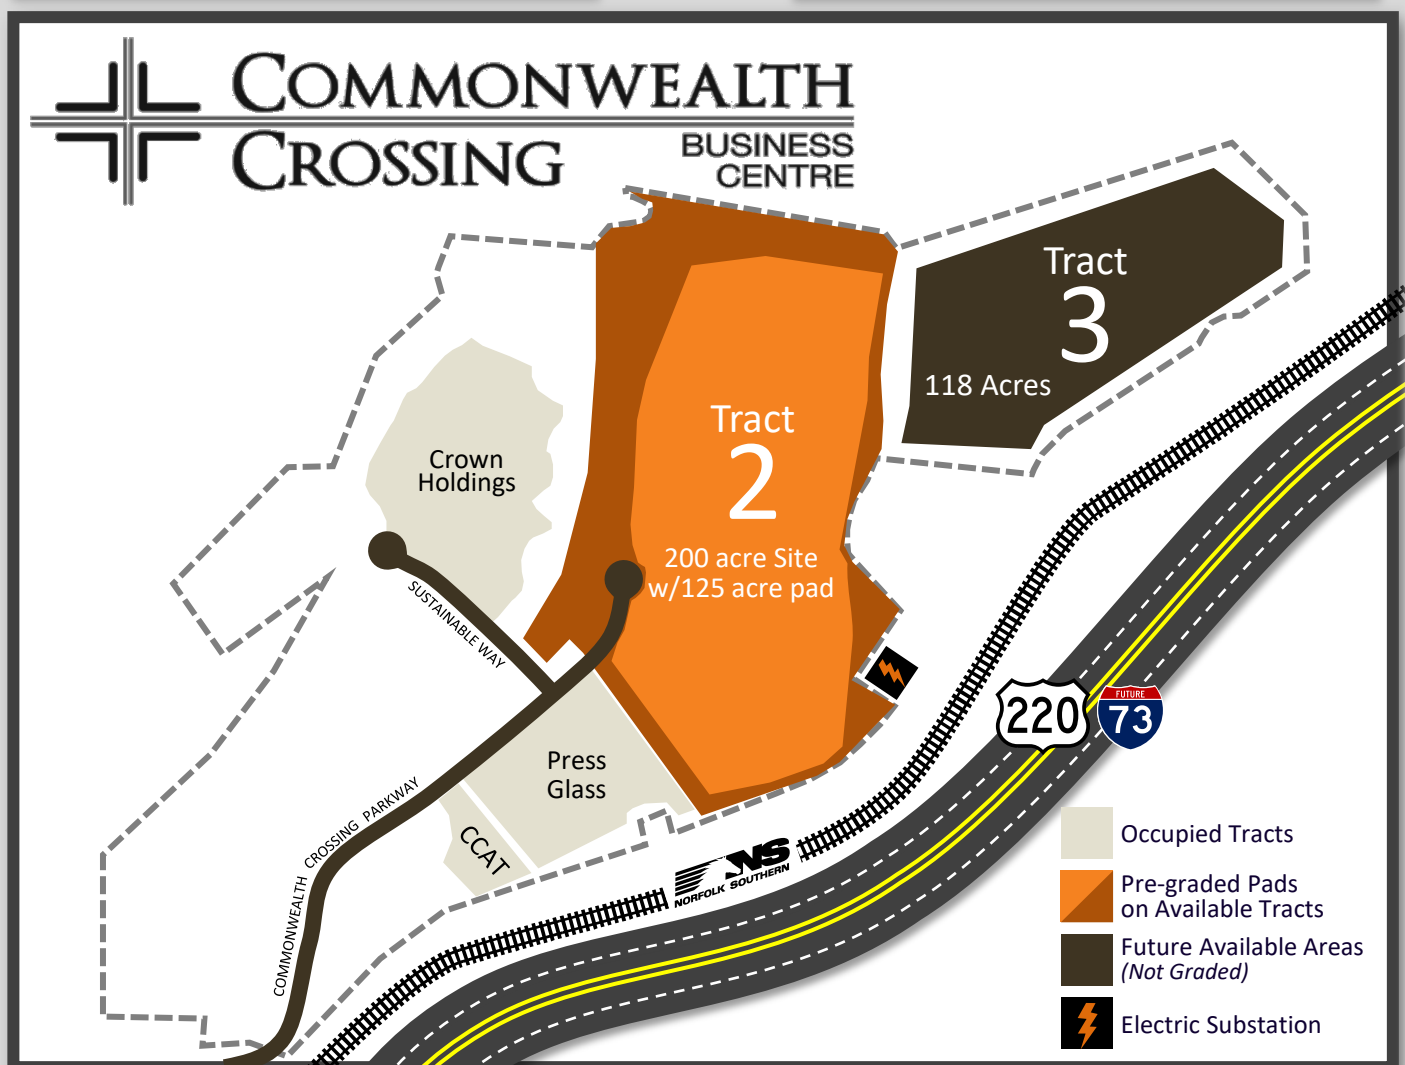 COMMONWEALTH
CROSSING
BUSINESS
CENTRE
Tract
3
118 Acres
Tract
2
200 acre Site
w/125 acre pad
Crown
Holdings
SUSTAINABLE WAY
Press
Glass
CCAT
COMMONWEALTH CROSSING PARKWAY
NS
NORFOLK SOUTHERN
220
FUTURE
73
Occupied Tracts
Pre-graded Pads
on Available Tracts
Future Available Areas
(Not Graded)
Electric Substation